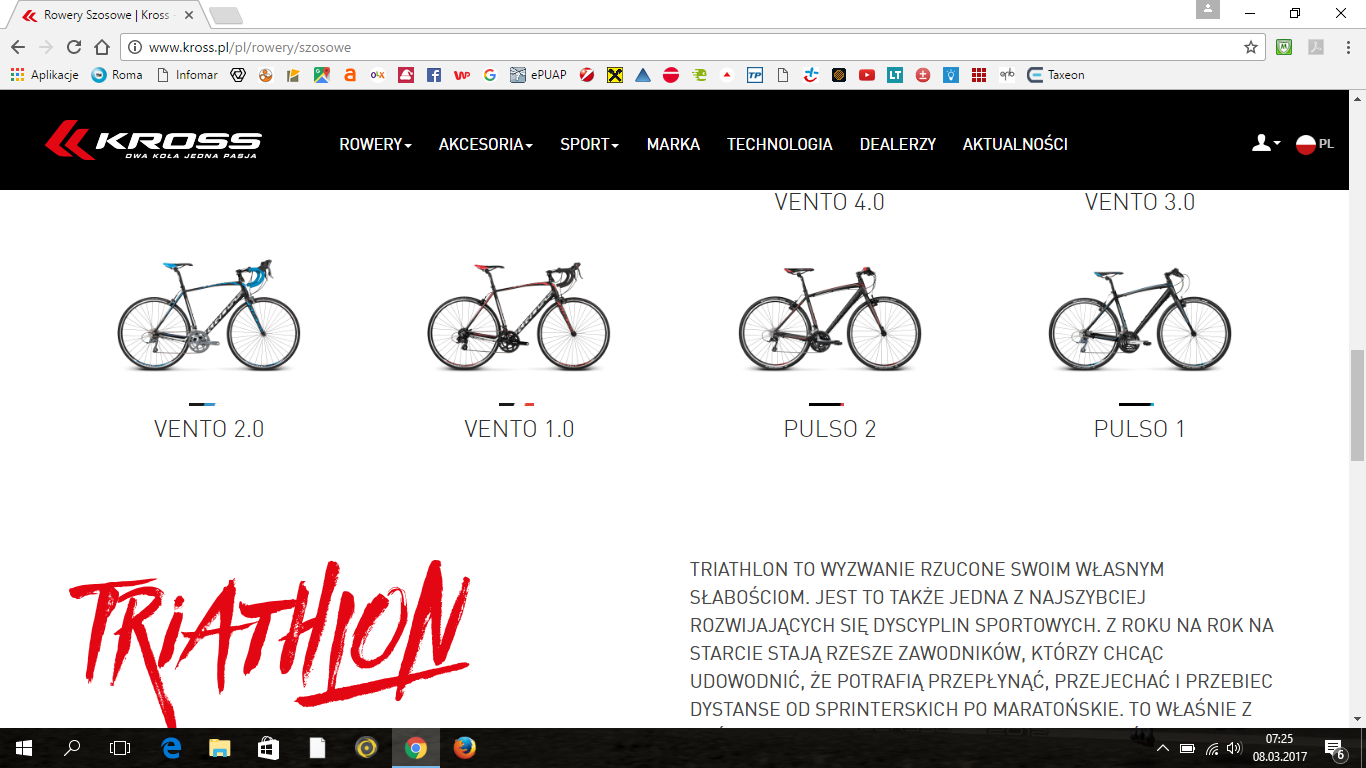 Rowery Szosowe | Kross -
www.kross.pl/pl/rowery/szosowe
Aplikacje Roma Infomar olx ePUAP TP LT Taxeon
KROSS
DWA KOŁA JEDNA PASJA
ROWERY AKCESORIA SPORT MARKA TECHNOLOGIA DEALERZY AKTUALNOŚCI PL
VENTO 4.0 VENTO 3.0
VENTO 2.0 VENTO 1.0 PULSO 2 PULSO 1
TRiATHLON
TRIATHLON TO WYZWANIE RZUCONE SWOIM WŁASNYM
SŁABOŚCIOM. JEST TO TAKŻE JEDNA Z NAJSZYBCIEJ
ROZWIJAJĄCYCH SIĘ DYSCYPLIN SPORTOWYCH. Z ROKU NA ROK NA
STARCIE STAJĄ RZESZE ZAWODNIKÓW, KTÓRZY CHCĄC
UDOWODNIĆ, ŻE POTRAFIĄ PRZEPŁYNĄĆ, PRZEJECHAĆ I PRZEBIEC
DYSTANSE OD SPRINTERSKICH PO MARATOŃSKIE. TO WŁAŚNIE Z
07:25
08.03.2017
6